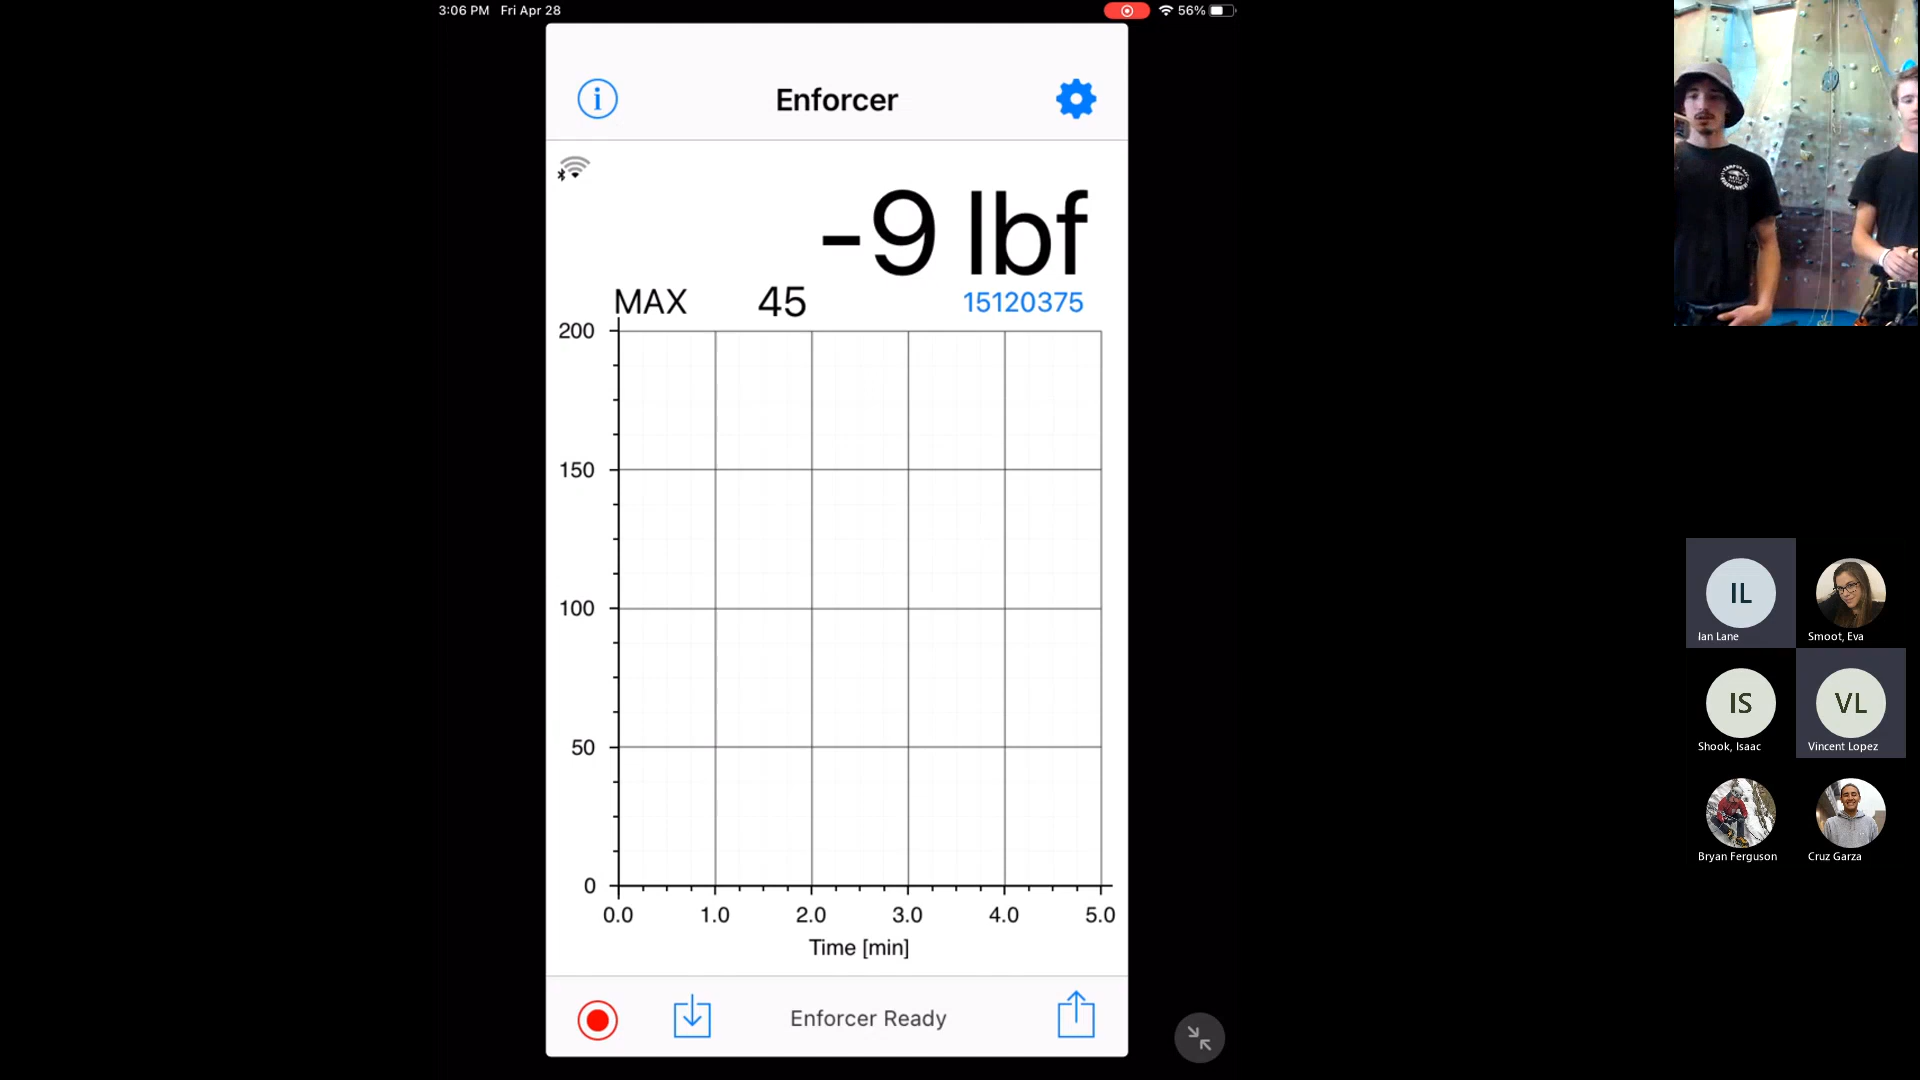 3:06 PM Fri Apr 28
56%
Enforcer
-9 lbf
MAX 45 15120375
200
150
100
50
0
0.0 1.0 2.0 3.0 4.0 5.0
Time [min]
Enforcer Ready
IL
Ian Lane
Smoot, Eva
IS
Shook, Isaac
VL
Vincent Lopez
Bryan Ferguson
Cruz Garza